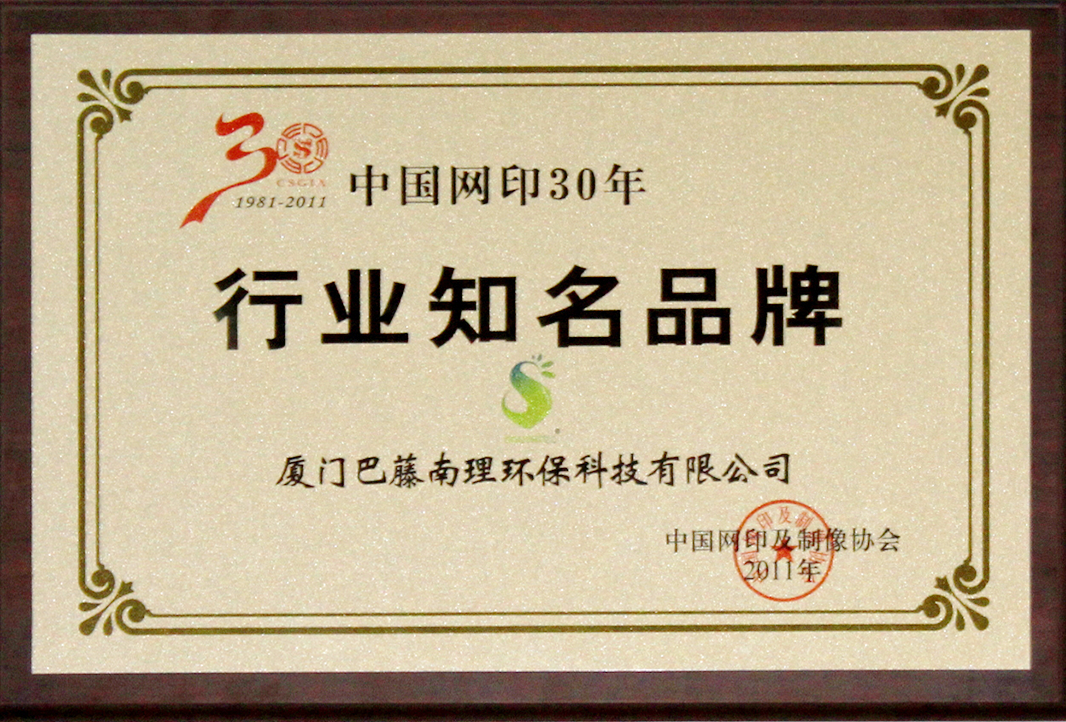 30
CSGIA
1981-2011
中国网印30年
行业知名品牌
厦门巴藤南理环保科技有限公司
中国网印及制像协会
2011年